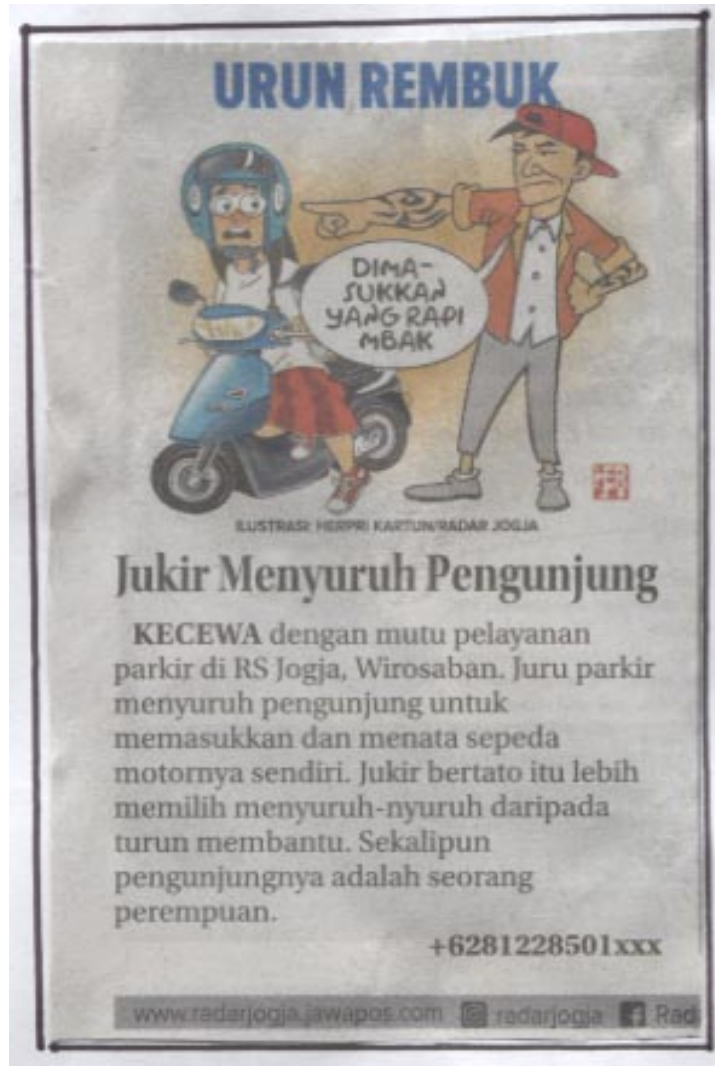 URUN REMBUK
DIMA-
SUKKAN
YANG RAPI
MBAK
ILUSTRASI: HERPRI KARTUN/RADAR JOGJA
Jukir Menyuruh Pengunjung
KECEWA dengan mutu pelayanan
parkir di RS Jogja, Wirosaban. Juru parkir
menyuruh pengunjung untuk
memasukkan dan menata sepeda
motornya sendiri. Jukir bertato itu lebih
memilih menyuruh-nyuruh daripada
turun membantu. Sekalipun
pengunjungnya adalah seorang
perempuan.
+6281228501xxx
www.radarjogja.jawapos.com radarjogja Rad